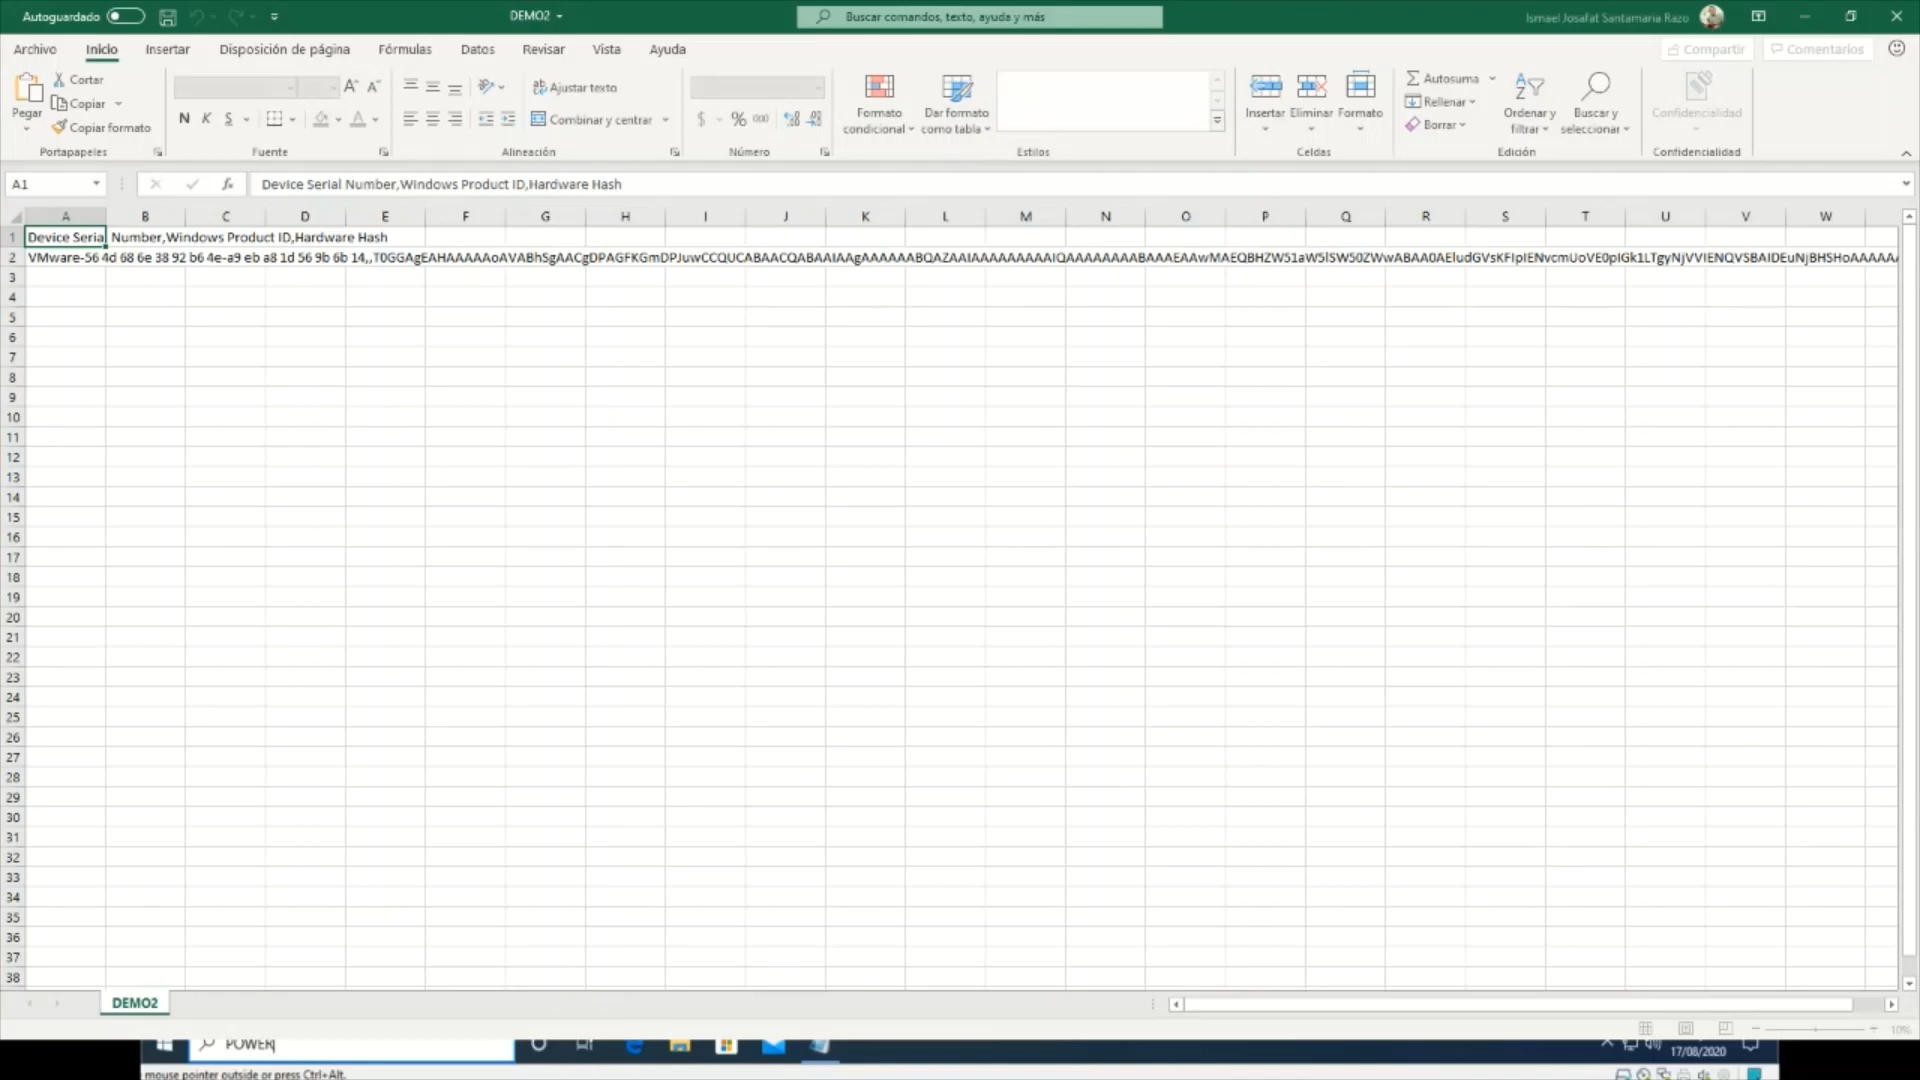 Autoguardado
DEMO2
Buscar comandos, texto, ayuda y más
Ismael Josafat Santamaria Razo
Archivo Inicio Insertar Disposición de página Fórmulas Datos Revisar Vista Ayuda
Compartir Comentarios
Pegar
Cortar
Copiar
Copiar formato
Portapapeles
N K S
Fuente
Ajustar texto
Combinar y centrar
Alineación
$ % 000
Número
Formato condicional
Dar formato como tabla
Estilos
Insertar Eliminar Formato
Celdas
Autosuma
Rellenar
Borrar
Ordenar y filtrar
Buscar y seleccionar
Edición
Confidencialidad
Confidencialidad
A1
fx
Device Serial Number,Windows Product ID,Hardware Hash
A B C D E F G H I J K L M N O P Q R S T U V W
1 Device Seria Number,Windows Product ID,Hardware Hash
2 VMware-56 4d 68 6e 38 92 b6 4e-a9 eb a8 1d 56 9b 6b 14,,
3
4
5
6
7
8
9
10
11
12
13
14
15
16
17
18
19
20
21
22
23
24
25
26
27
28
29
30
31
32
33
34
35
36
37
38
DEMO2
10%
POWER
17/08/2020
mouse pointer outside or press Ctrl+Alt.